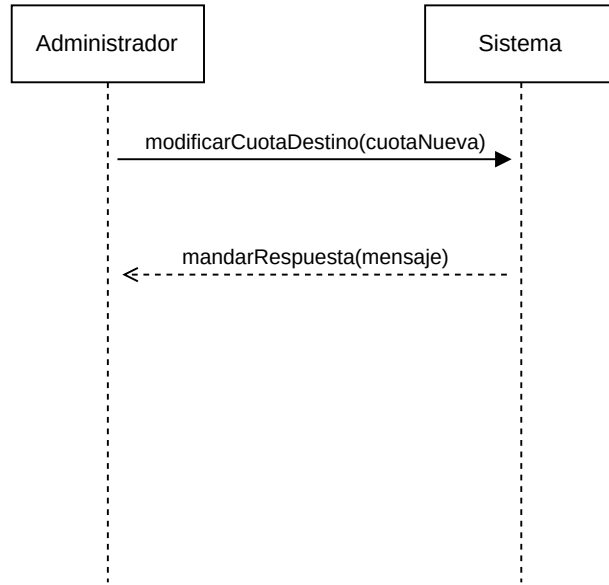 Administrador
Sistema
modificarCuotaDestino(cuotaNueva)
mandarRespuesta(mensaje)